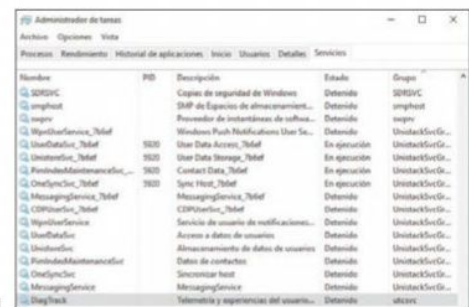 Administrador de tareas
Archivo Opciones Vista
Procesos Rendimiento Historial de aplicaciones Inicio Usuarios Detalles Servicios
Nombre PID Descripción Estado Grupo
SDRSVC Copias de seguridad de Windows Detenido SDRSVC
smphost SMP de Espacios de almacenamient... Detenido smphost
swprv Proveedor de instantáneas de softwa... Detenido swprv
WpnUserService_7b6ef Windows Push Notifications User Se... Detenido UnistackSvcGr...
UserDataSvc_7b6ef 5920 User Data Access_7b6ef En ejecución UnistackSvcGr...
UnistoreSvc_7b6ef 5920 User Data Storage_7b6ef En ejecución UnistackSvcGr...
PimIndexMaintenanceSvc_... 5920 Contact Data_7b6ef En ejecución UnistackSvcGr...
OneSyncSvc_7b6ef 5920 Sync Host_7b6ef En ejecución UnistackSvcGr...
MessagingService_7b6ef MessagingService_7b6ef Detenido UnistackSvcGr...
CDPUserSvc_7b6ef CDPUserSvc_7b6ef Detenido UnistackSvcGr...
WpnUserService Servicio de usuario de notificaciones... Detenido UnistackSvcGr...
UserDataSvc Acceso a datos de usuarios Detenido UnistackSvcGr...
UnistoreSvc Almacenamiento de datos de usuarios Detenido UnistackSvcGr...
PimIndexMaintenanceSvc Datos de contactos Detenido UnistackSvcGr...
OneSyncSvc Sincronizar host Detenido UnistackSvcGr...
MessagingService MessagingService Detenido UnistackSvcGr...
DiagTrack Telemetría y experiencias del usuario... Detenido utcsvc